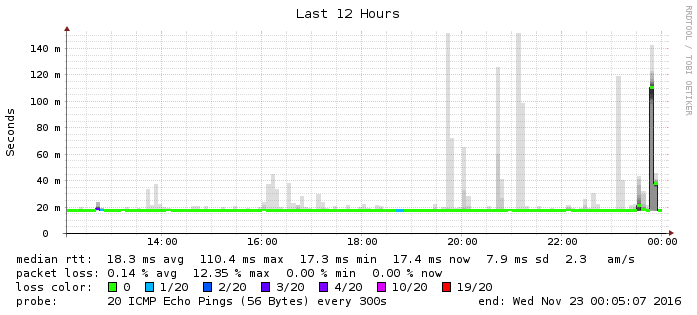 Last 12 Hours
RRDTOOL / TOBI OETIKER
Seconds
140 m
120 m
100 m
80 m
60 m
40 m
20 m
0
14:00 16:00 18:00 20:00 22:00 00:00
median rtt: 18.3 ms avg 110.4 ms max 17.3 ms min 17.4 ms now 7.9 ms sd 2.3 am/s
packet loss: 0.14 % avg 12.35 % max 0.00 % min 0.00 % now
loss color: 0 1/20 2/20 3/20 4/20 10/20 19/20
probe: 20 ICMP Echo Pings (56 Bytes) every 300s end: Wed Nov 23 00:05:07 2016